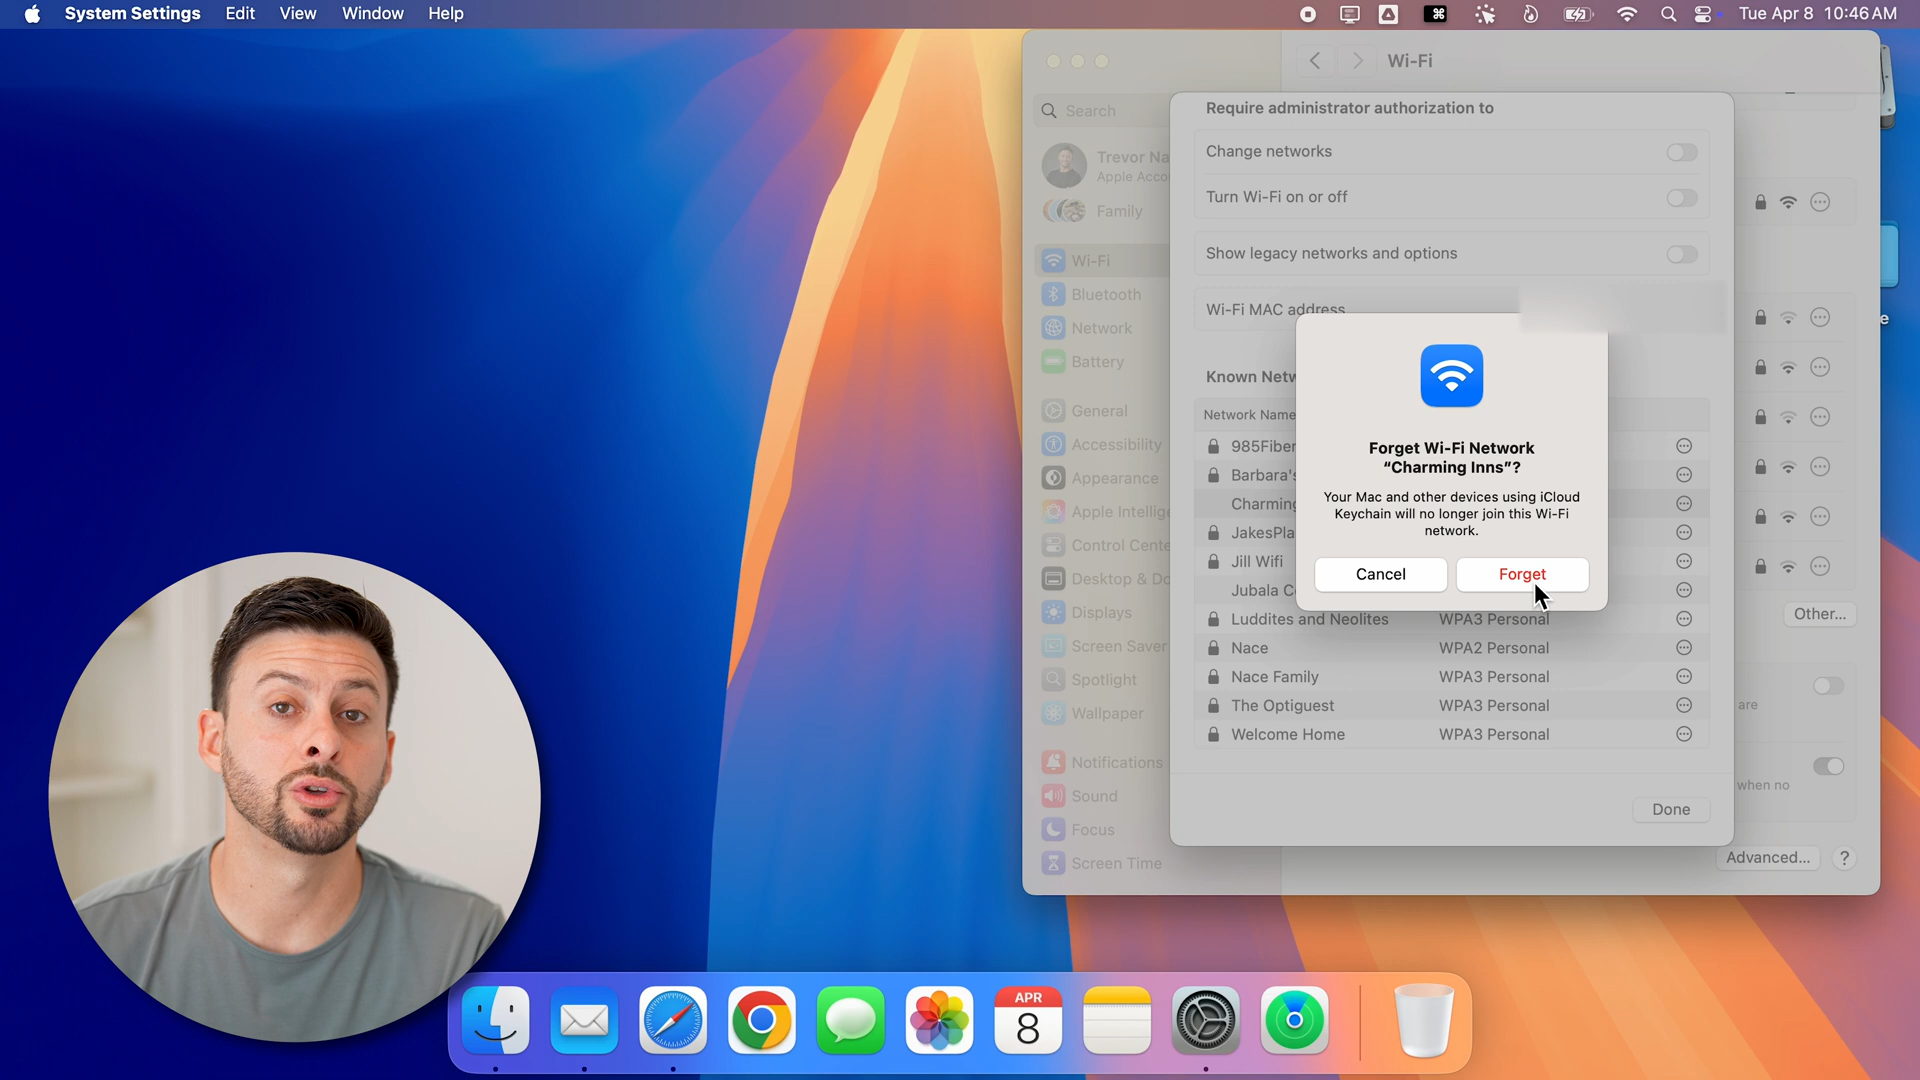 System Settings Edit View Window Help
Tue Apr 8 10:46 AM
Wi-Fi
Search
Trevor Na
Apple Acco
Family
Wi-Fi
Bluetooth
Network
Battery
General
Accessibility
Appearance
Apple Intellige
Control Cente
Desktop & Do
Displays
Screen Saver
Spotlight
Wallpaper
Notifications
Sound
Focus
Screen Time
Require administrator authorization to
Change networks
Turn Wi-Fi on or off
Show legacy networks and options
Wi-Fi MAC address
Known Netw
Network Name
985Fiber
Barbara's
Charming
JakesPla
Jill Wifi
Jubala C
Luddites and Neolites WPA3 Personal
Nace WPA2 Personal
Nace Family WPA3 Personal
The Optiguest WPA3 Personal
Welcome Home WPA3 Personal
Done
Forget Wi-Fi Network
“Charming Inns”?
Your Mac and other devices using iCloud
Keychain will no longer join this Wi-Fi
network.
Cancel Forget
Other...
are
when no
Advanced... ?
e
APR
8